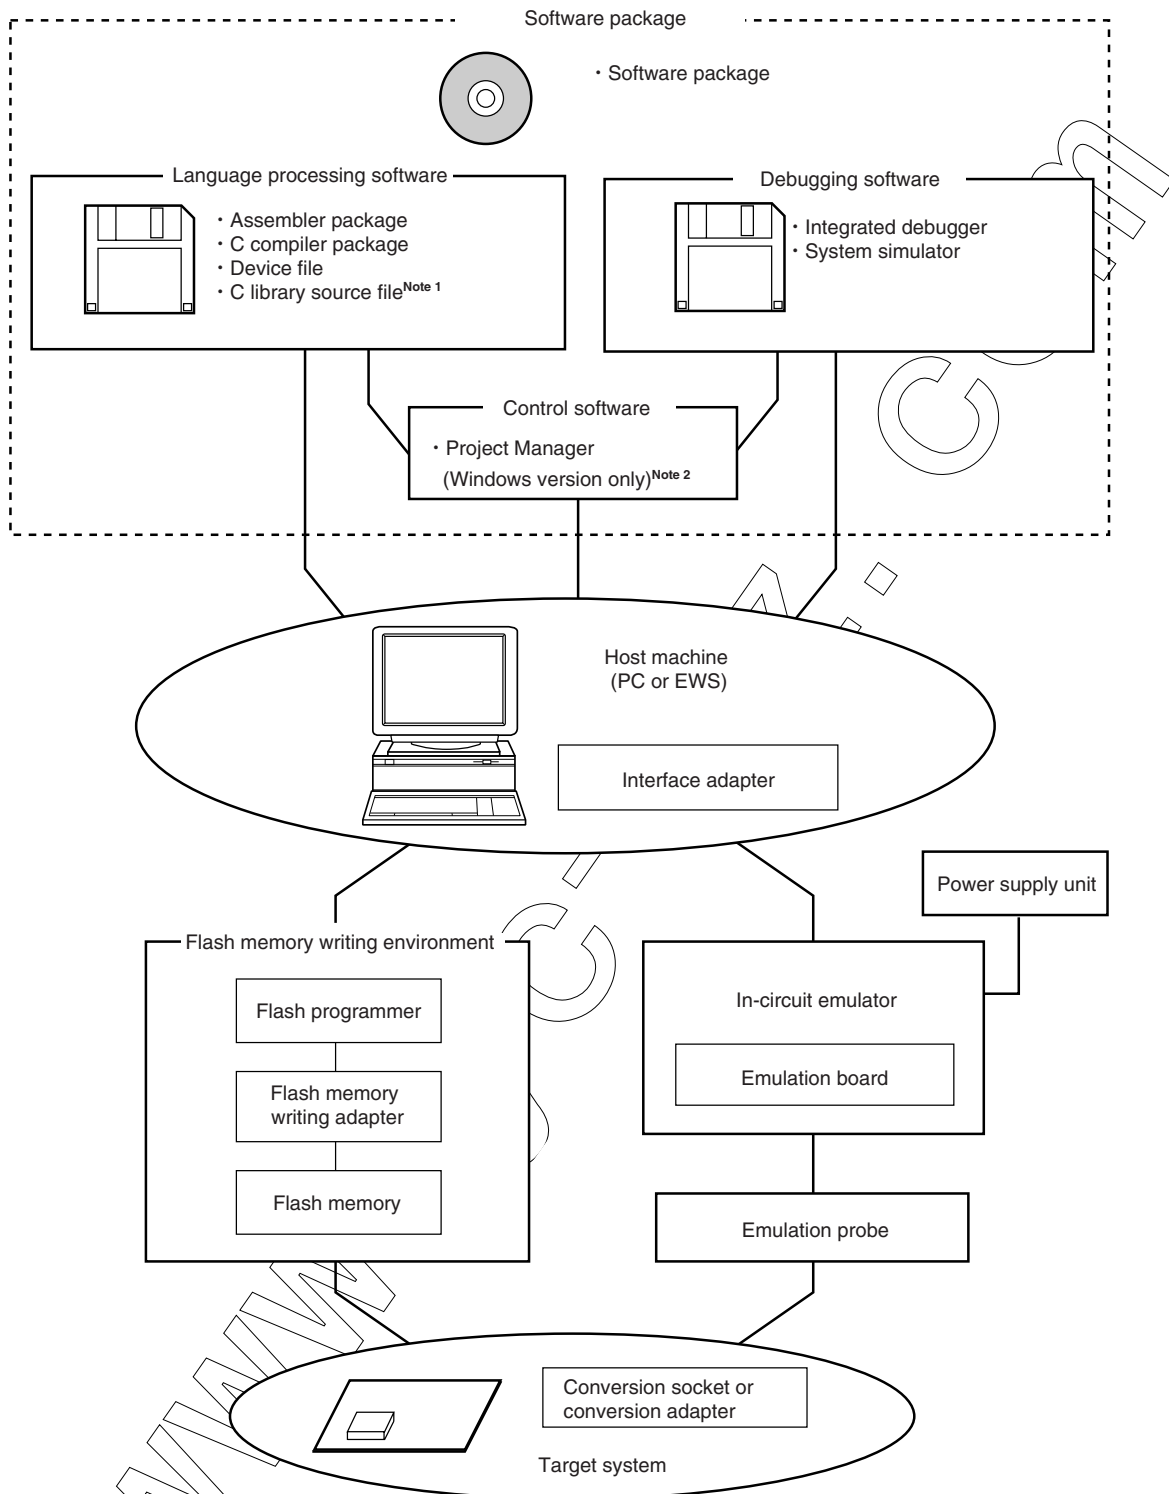 Software package
・Software package
Language processing software
・Assembler package
・C compiler package
・Device file
・C library source file Note 1
Debugging software
・Integrated debugger
・System simulator
Control software
・Project Manager
(Windows version only) Note 2
Host machine
(PC or EWS)
Interface adapter
Power supply unit
Flash memory writing environment
Flash programmer
Flash memory
writing adapter
Flash memory
In-circuit emulator
Emulation board
Emulation probe
Conversion socket or
conversion adapter
Target system